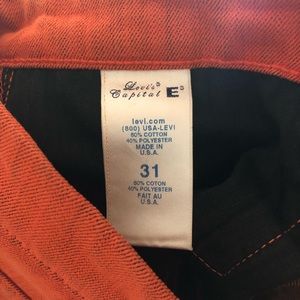 Levi's
Capital E
levi.com
(800) USA-LEVI
60% COTTON
40% POLYESTER
MADE IN
U.S.A.
31
60% COTON
40% POLYESTER
FAIT AU
U.S.A.